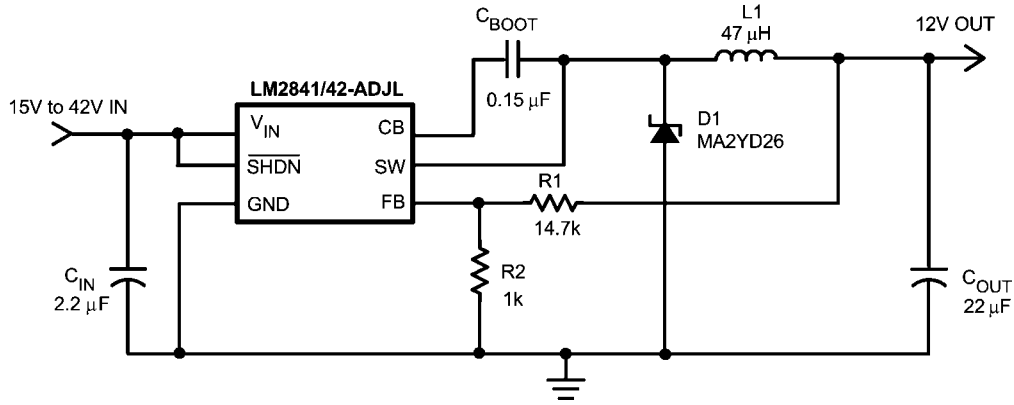 C BOOT
0.15 µF
L1
47 µH
12V OUT
15V to 42V IN
LM2841/42-ADJL
VIN
SHDN
GND
CB
SW
FB
D1
MA2YD26
R1
14.7k
R2
1k
CIN
2.2 µF
COUT
22 µF